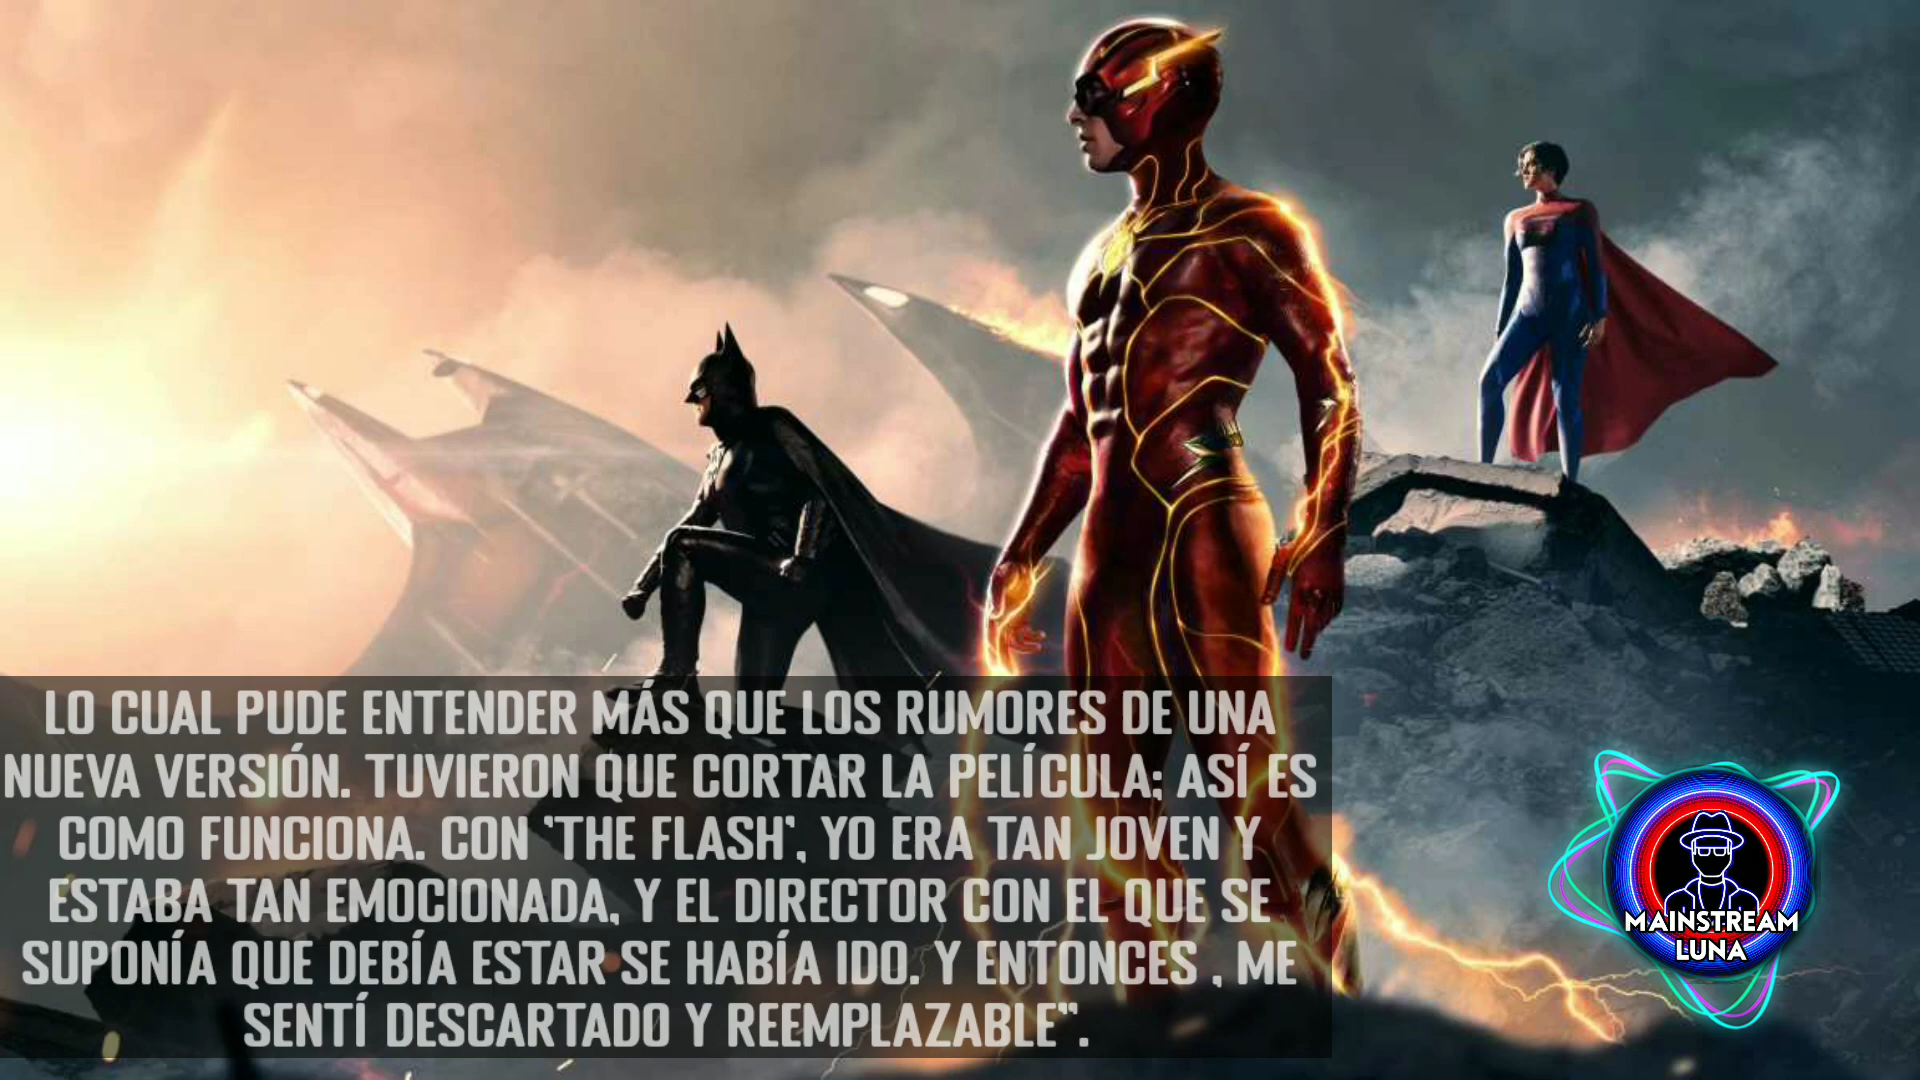 LO CUAL PUDE ENTENDER MÁS QUE LOS RUMORES DE UNA
NUEVA VERSIÓN. TUVIERON QUE CORTAR LA PELÍCULA; ASÍ ES
COMO FUNCIONA. CON 'THE FLASH', YO ERA TAN JOVEN Y
ESTABA TAN EMOCIONADA, Y EL DIRECTOR CON EL QUE SE
SUPONÍA QUE DEBÍA ESTAR SE HABÍA IDO. Y ENTONCES , ME
SENTÍ DESCARTADO Y REEMPLAZABLE”.
MAINSTREAM
LUNA